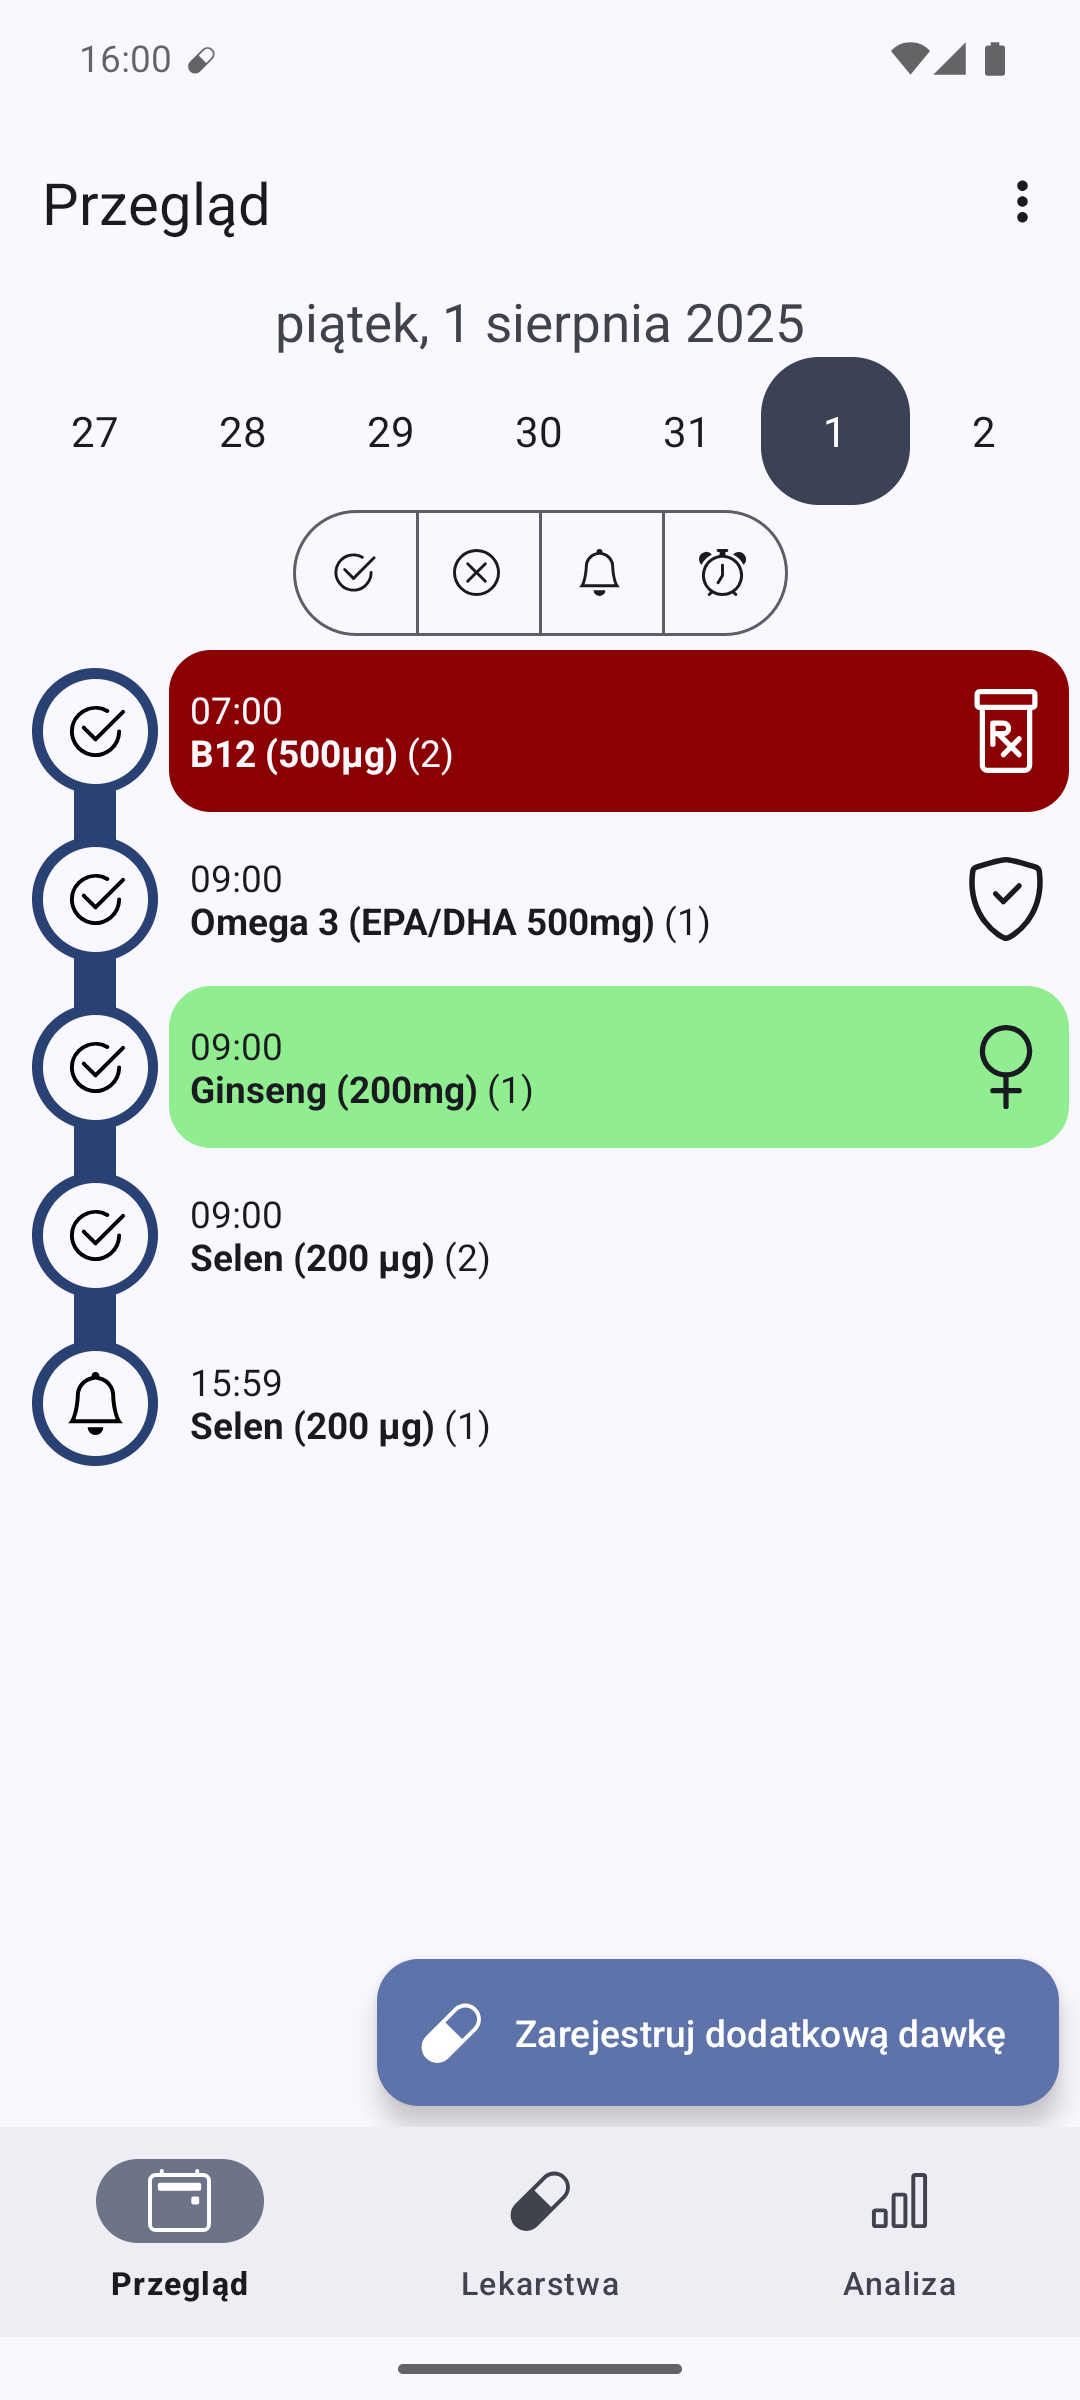 16:00
Przegląd
piątek, 1 sierpnia 2025
27 28 29 30 31 1 2
07:00
B12 (500µg) (2)
09:00
Omega 3 (EPA/DHA 500mg) (1)
09:00
Ginseng (200mg) (1)
09:00
Selen (200 µg) (2)
15:59
Selen (200 µg) (1)
Zarejestruj dodatkową dawkę
Przegląd Lekarstwa Analiza